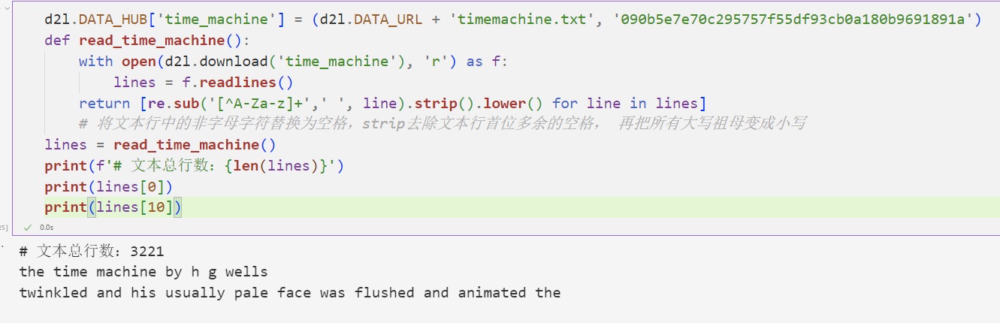 d2l.DATA_HUB['time_machine'] = (d2l.DATA_URL + 'timemachine.txt', '090b5e7e70c295757f55df93cb0a180b9691891a')
def read_time_machine():
    with open(d2l.download('time_machine'), 'r') as f:
        lines = f.readlines()
    return [re.sub('[^A-Za-z]+',' ', line).strip().lower() for line in lines]
    # 将文本行中的非字母字符替换为空格，strip去除文本行首位多余的空格， 再把所有大写祖母变成小写
lines = read_time_machine()
print(f'# 文本总行数：{len(lines)}')
print(lines[0])
print(lines[10])
0.0s
# 文本总行数：3221
the time machine by h g wells
twinkled and his usually pale face was flushed and animated the